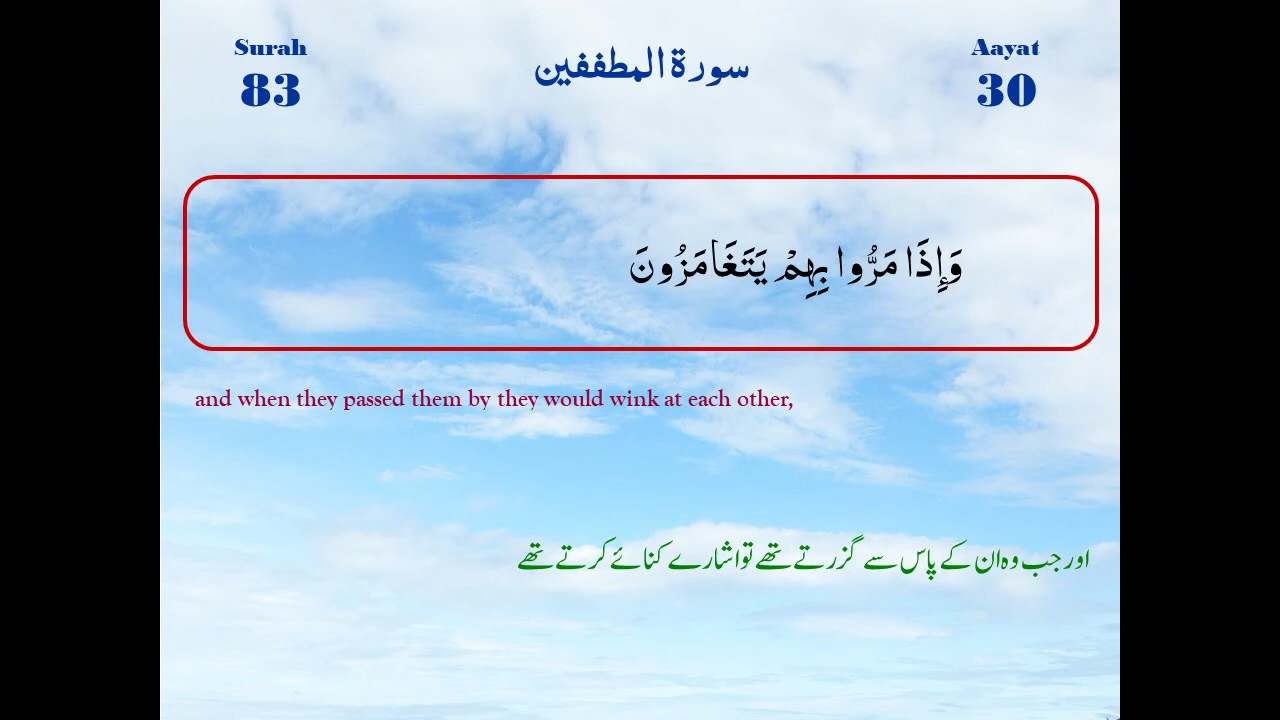 Surah
83
سورة المطففين
Aayat
30
وَإِذَا مَرُّوا بِهِمْ يَتَغَامَزُونَ
and when they passed them by they would wink at each other,
اور جب وہ ان کے پاس سے گزرتے تھے تو اشارے کنائے کرتے تھے